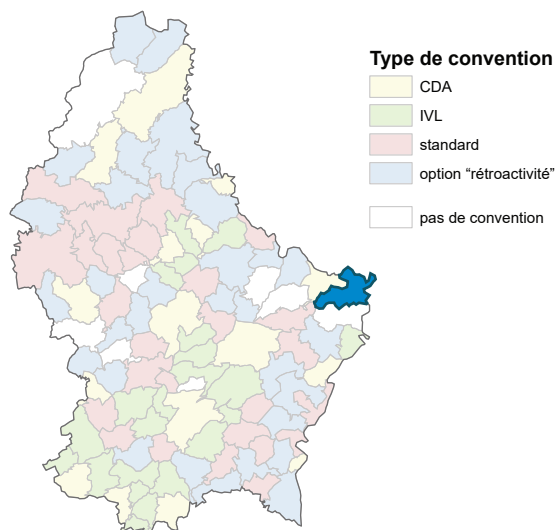 Type de convention
CDA
IVL
standard
option "rétroactivité"
pas de convention